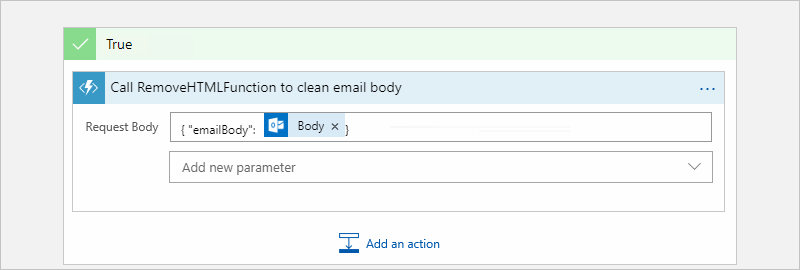 True
Call RemoveHTMLFunction to clean email body
Request Body { "emailBody": Body × }
Add new parameter
Add an action